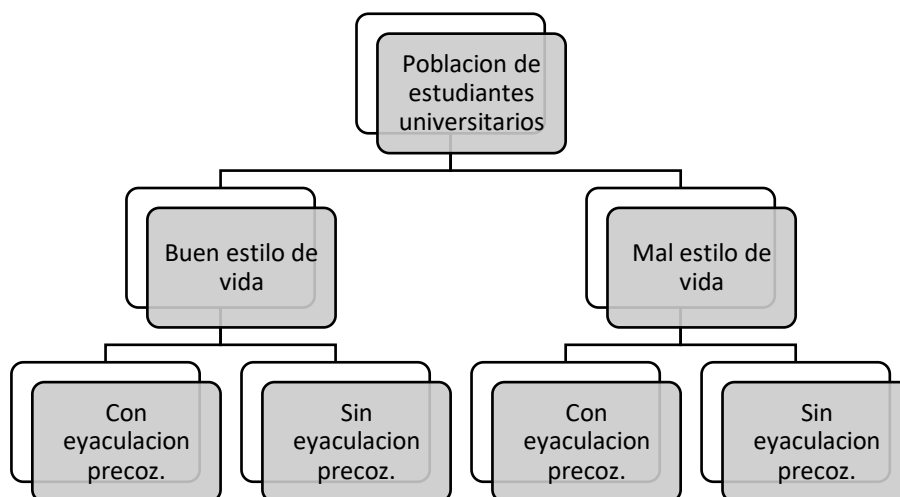 Poblacion de
estudiantes
universitarios
Buen estilo de
vida
Mal estilo de
vida
Con
eyaculacion
precoz.
Sin
eyaculacion
precoz.
Con
eyaculacion
precoz.
Sin
eyaculacion
precoz.